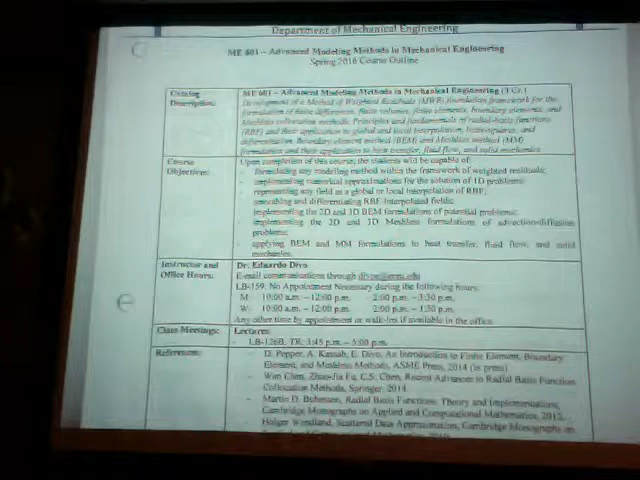 Department of Mechanical Engineering
ME 601 – Advanced Modeling Methods in Mechanical Engineering
Spring 2016 Course Outline
Catalog Description:
ME 601 – Advanced Modeling Methods in Mechanical Engineering (3 Cr.)
Development of a Method of Weighted Residuals (MWR) foundation framework for the
formulation of finite differences, finite volumes, finite elements, boundary elements, and
Meshless collocation methods. Principles and fundamentals of radial-basis functions
(RBF) and their application to global and local interpolation, least-squares, and
differentiation. Boundary element method (BEM) and Meshless method (MM)
formulations and their application to heat transfer, fluid flow, and solid mechanics.
Course Objectives:
Upon completion of this course, the students will be capable of:
- formulating any modeling method within the framework of weighted residuals;
- implementing numerical approximations for the solution of 1D problems;
- representing any field as a global or local interpolation of RBF;
- smoothing and differentiating RBF-interpolated fields;
- implementing the 2D and 3D BEM formulations of potential problems;
- implementing the 2D and 3D Meshless formulations of advection-diffusion
problems;
- applying BEM and MM formulations to heat transfer, fluid flow, and solid
mechanics.
Instructor and Office Hours:
Dr. Eduardo Divo
E-mail communications through
LB-159. No Appointment Necessary during the following hours:
M 10:00 a.m. – 12:00 p.m. 2:00 p.m. – 3:30 p.m.
W: 10:00 a.m. – 12:00 p.m. 2:00 p.m. – 3:30 p.m.
Any other time by appointment or walk-ins if available in the office.
Class Meetings:
Lectures
- LB-126B, TR: 3:45 p.m. – 5:00 p.m.
References:
- D. Pepper, A. Kassab, E. Divo, An Introduction to Finite Element, Boundary
Element, and Meshless Methods, ASME Press, 2014 (in press)
- Wen Chen, Zhuo-Jia Fu, C.S. Chen, Recent Advances in Radial Basis Function
Collocation Methods, Springer, 2014
- Martin D. Buhmann, Radial Basis Functions: Theory and Implementations,
Cambridge Monographs on Applied and Computational Mathematics, 2012
- Holger Wendland, Scattered Data Approximation, Cambridge Monographs on